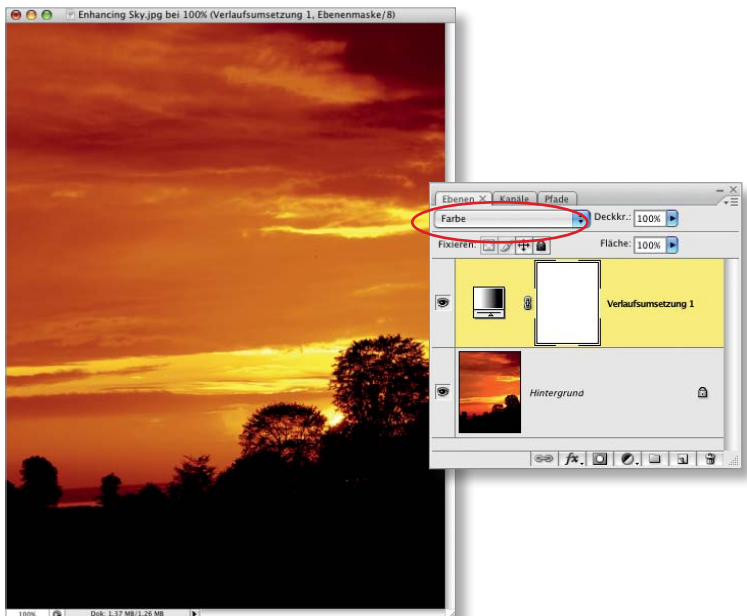 Enhancing Sky.jpg bei 100% (Verlaufsumsetzung 1, Ebenenmaske/8)
Ebenen × Kanäle Pfade
Farbe Deckkr.: 100%
Fixieren: Fläche: 100%
Verlaufsumsetzung 1
Hintergrund
fx.
100% Dok: 1,37 MB/1,26 MB